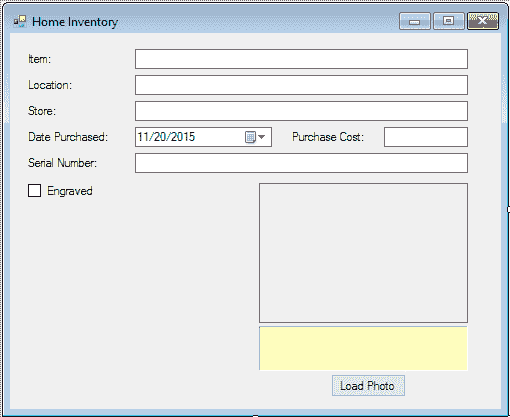 Home Inventory
Item:
Location:
Store:
Date Purchased: 11/20/2015 Purchase Cost:
Serial Number:
Engraved
Load Photo